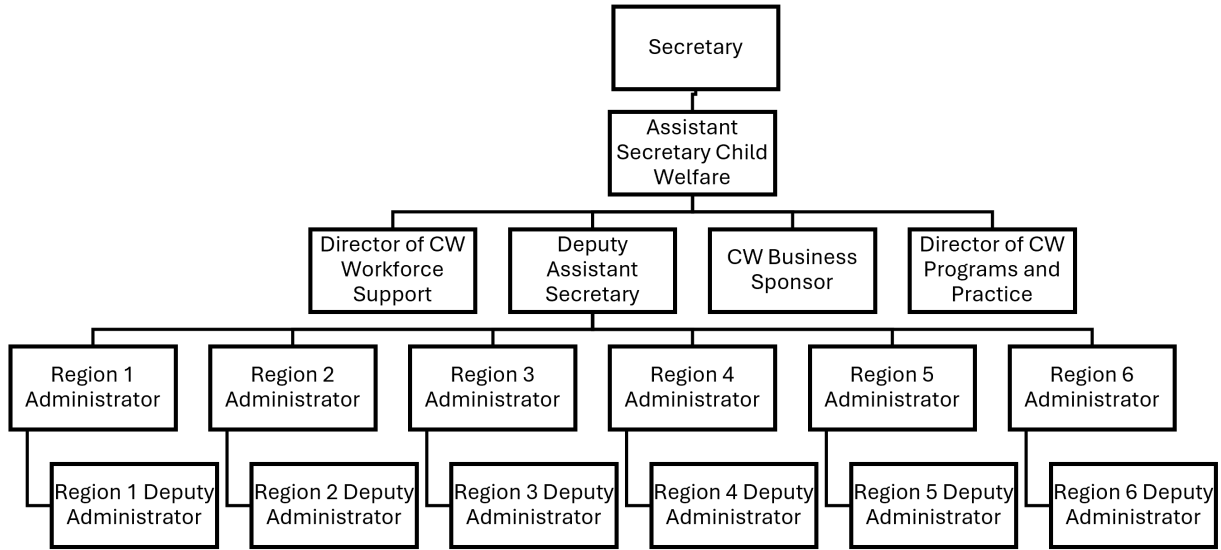 Secretary
Assistant
Secretary Child
Welfare
Director of CW
Workforce
Support
Deputy
Assistant
Secretary
CW Business
Sponsor
Director of CW
Programs and
Practice
Region 1
Administrator
Region 2
Administrator
Region 3
Administrator
Region 4
Administrator
Region 5
Administrator
Region 6
Administrator
Region 1 Deputy
Administrator
Region 2 Deputy
Administrator
Region 3 Deputy
Administrator
Region 4 Deputy
Administrator
Region 5 Deputy
Administrator
Region 6 Deputy
Administrator